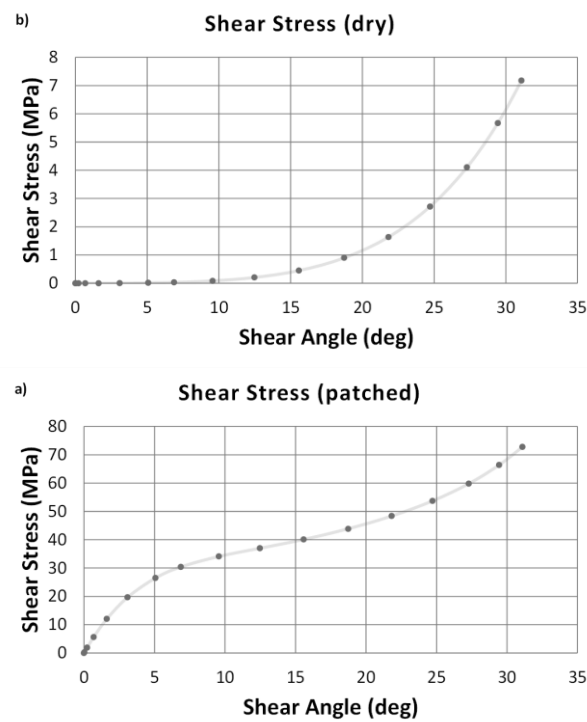 b)
Shear Stress (dry)
Shear Stress (MPa)
8
7
6
5
4
3
2
1
0
0 5 10 15 20 25 30 35
Shear Angle (deg)
a)
Shear Stress (patched)
Shear Stress (MPa)
80
70
60
50
40
30
20
10
0
0 5 10 15 20 25 30 35
Shear Angle (deg)